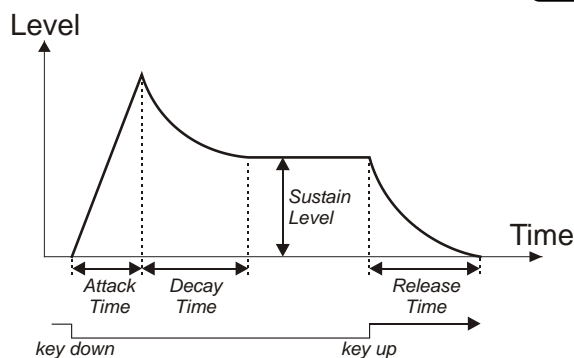 Level
Sustain
Level
Time
Attack
Time
Decay
Time
Release
Time
key down
key up